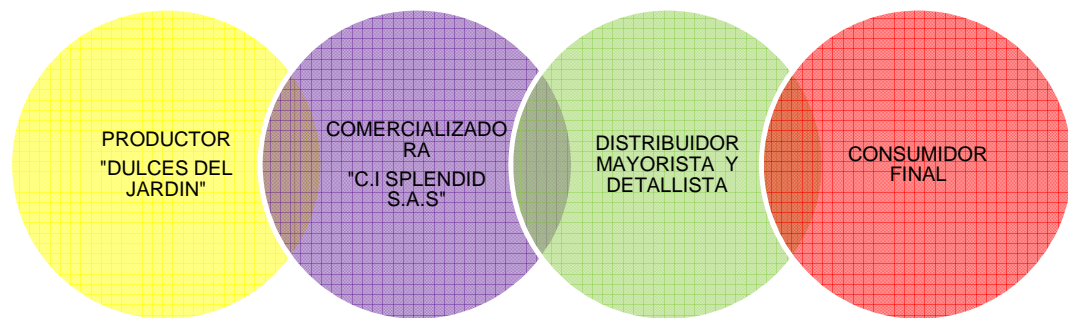 PRODUCTOR
"DULCES DEL
JARDIN"
COMERCIALIZADO
RA
"C.I SPLENDID
S.A.S"
DISTRIBUIDOR
MAYORISTA Y
DETALLISTA
CONSUMIDOR
FINAL